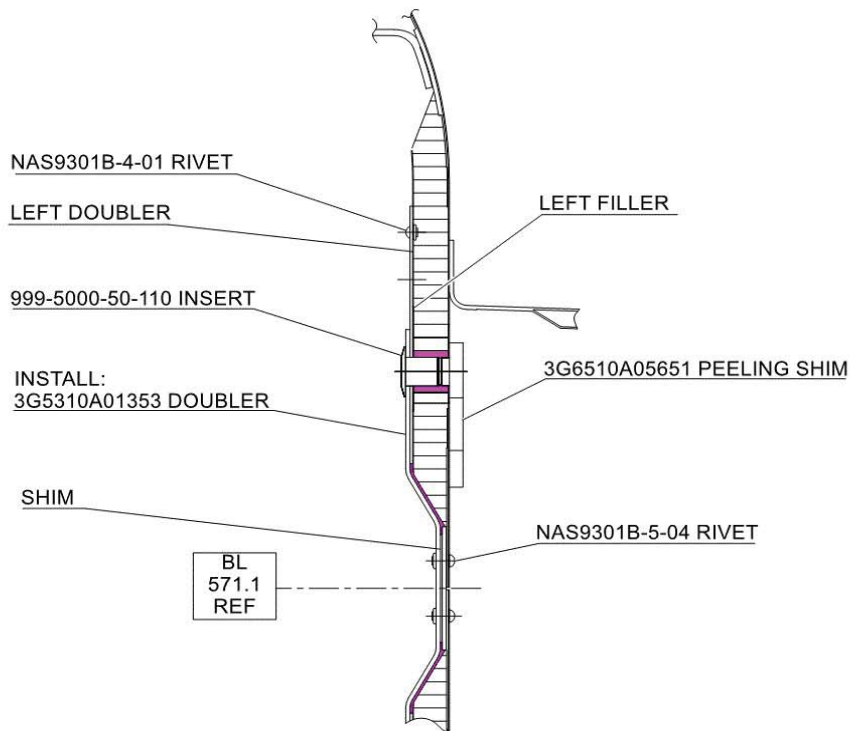 NAS9301B-4-01 RIVET
LEFT DOUBLER
LEFT FILLER
999-5000-50-110 INSERT
INSTALL:
3G5310A01353 DOUBLER
3G6510A05651 PEELING SHIM
SHIM
NAS9301B-5-04 RIVET
BL
571.1
REF